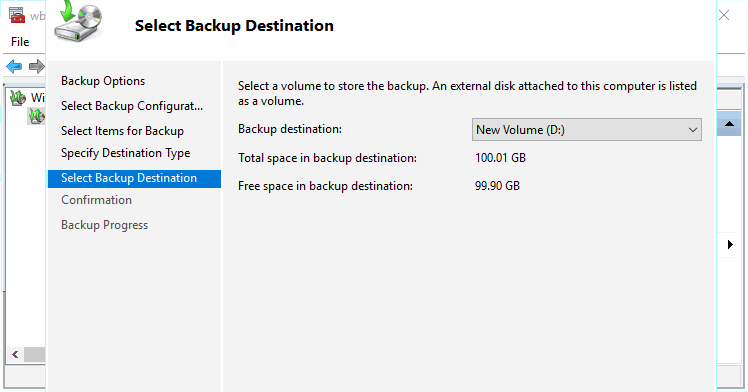 wb
Select Backup Destination
File
Wi
Backup Options
Select Backup Configurat...
Select Items for Backup
Specify Destination Type
Select Backup Destination
Confirmation
Backup Progress
Select a volume to store the backup. An external disk attached to this computer is listed
as a volume.
Backup destination: New Volume (D:)
Total space in backup destination: 100.01 GB
Free space in backup destination: 99.90 GB